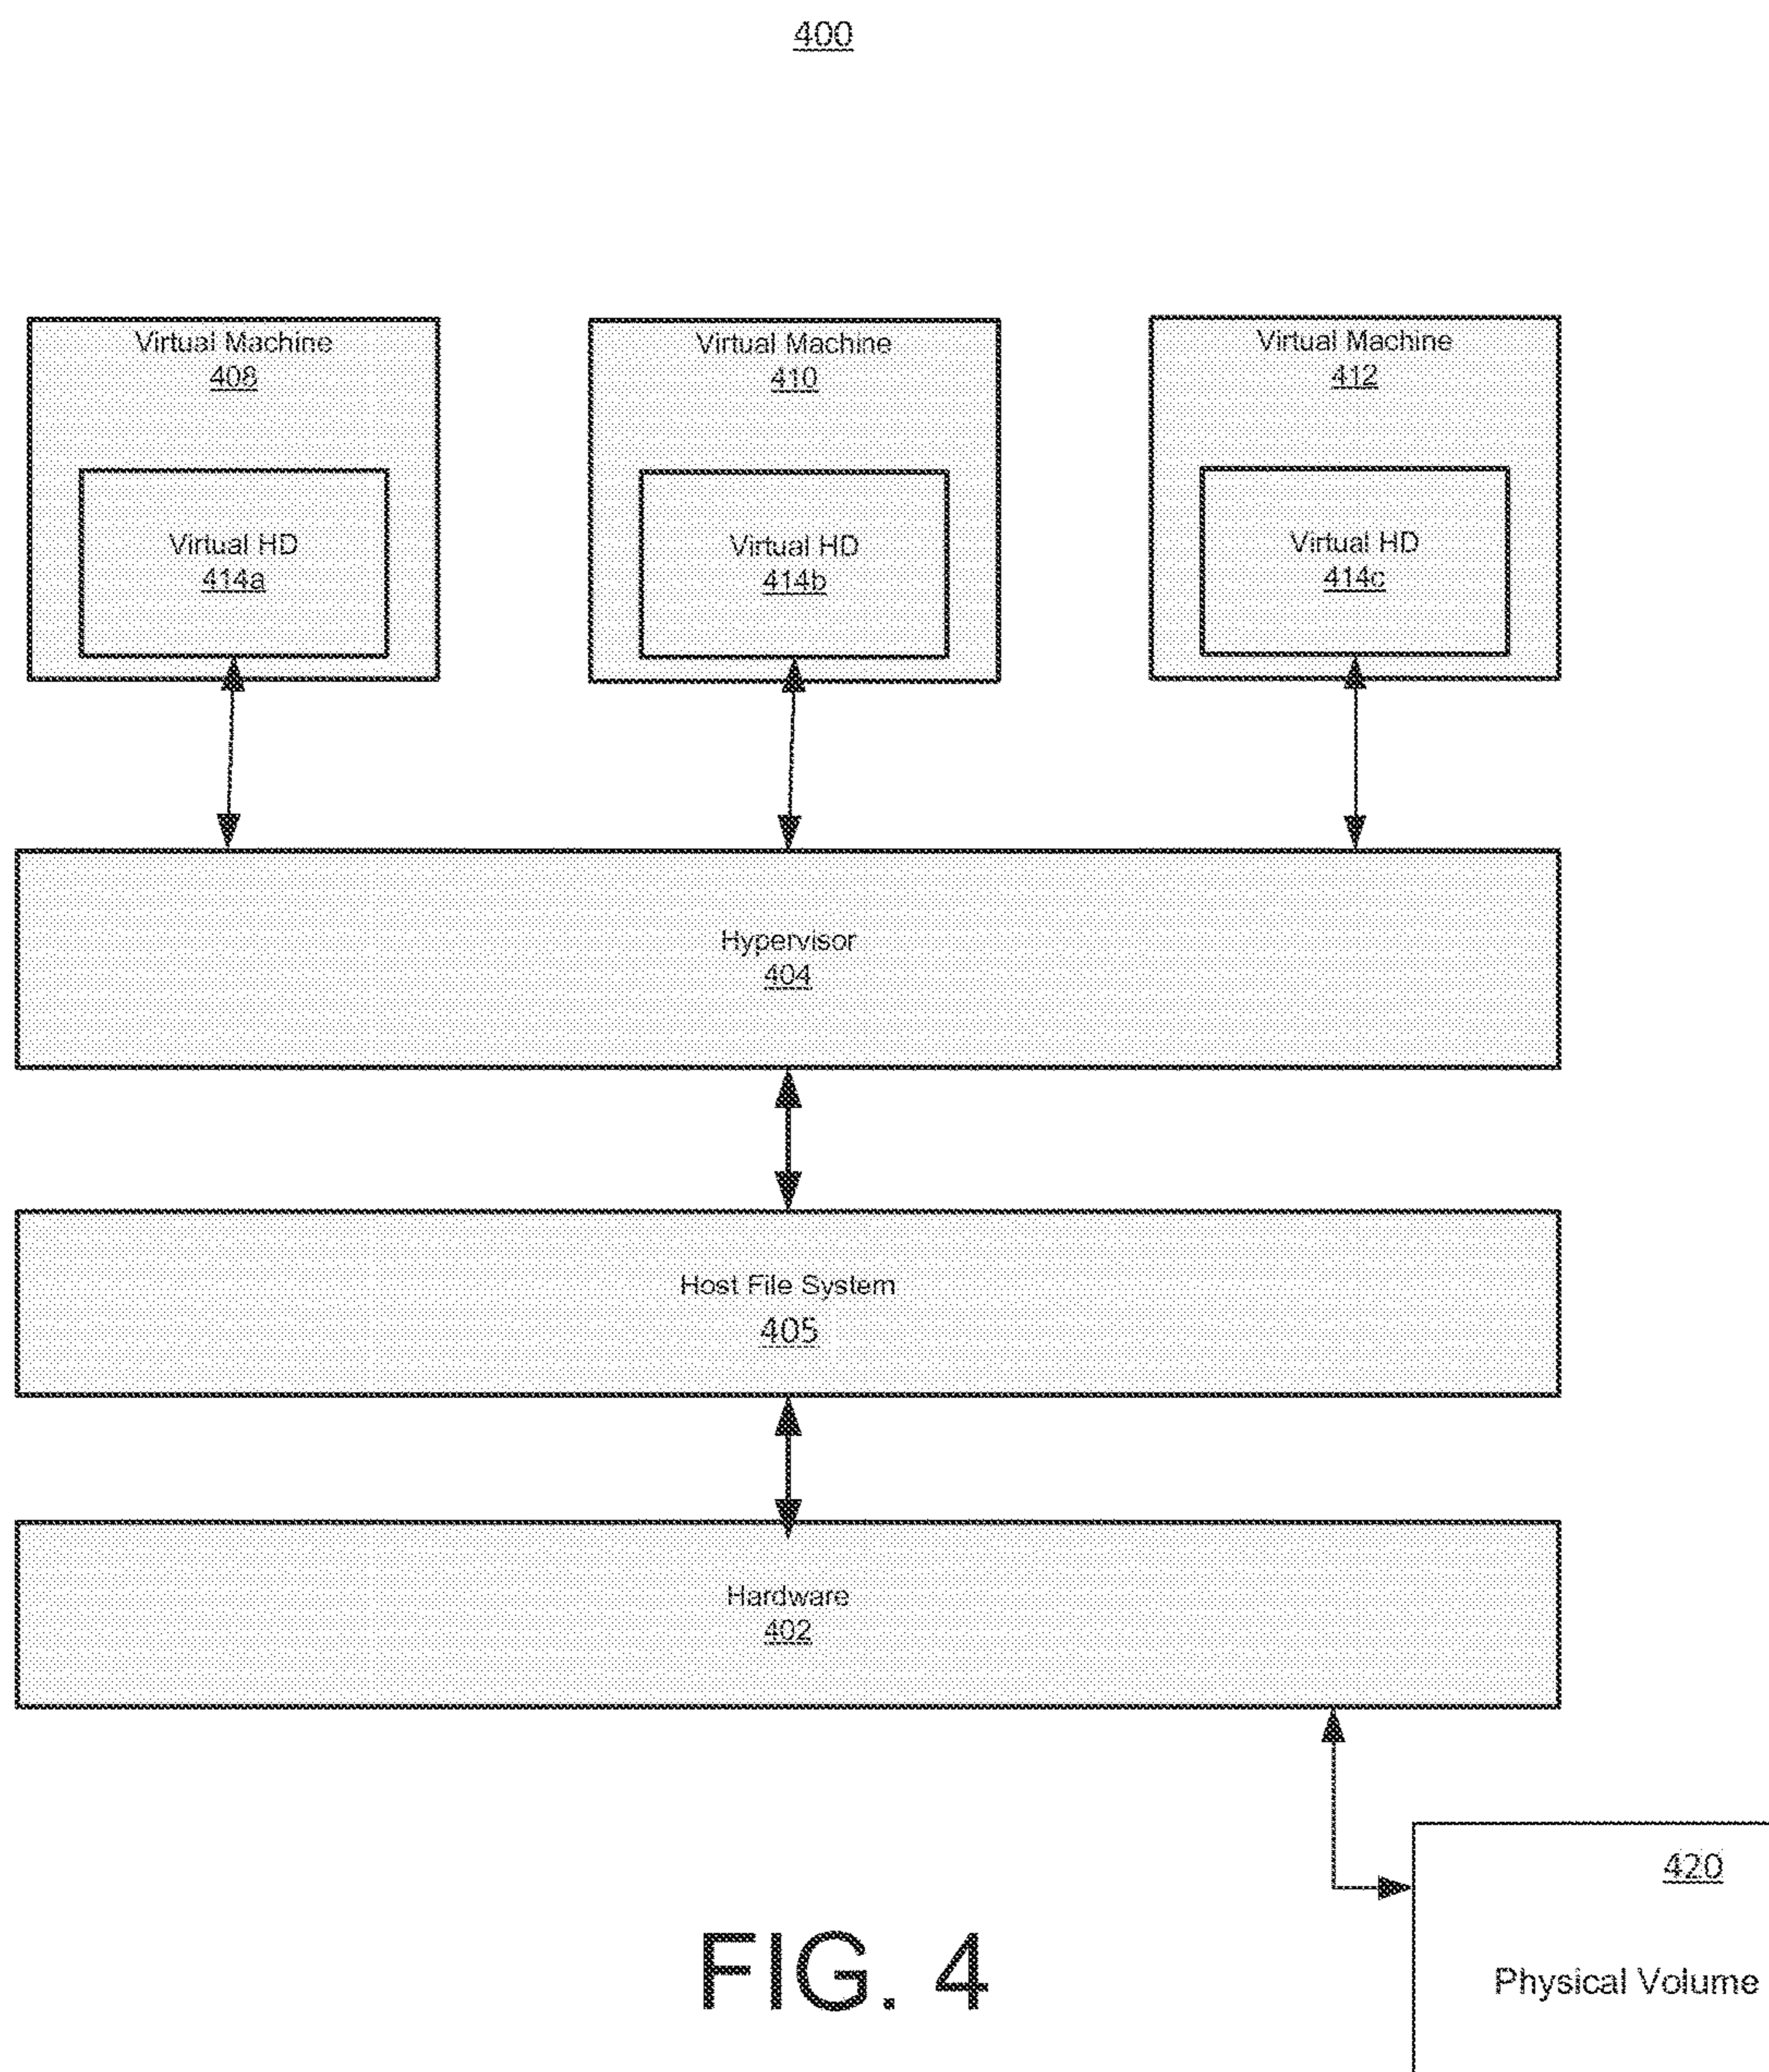 400
Virtual Machine
408
Virtual HD
414a
Virtual Machine
410
Virtual HD
414b
Virtual Machine
412
Virtual HD
414c
Hypervisor
404
Host File System
405
Hardware
402
420
Physical Volume
FIG. 4